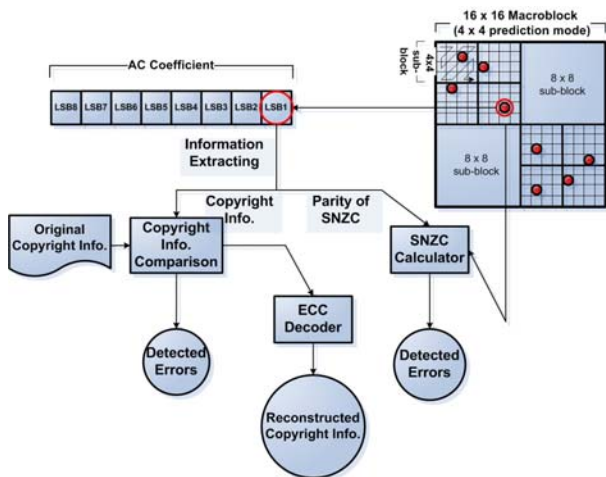 16 x 16 Macroblock
(4 x 4 prediction mode)
4x4
sub-
block
8 x 8
sub-block
8 x 8
sub-block
AC Coefficient
LSB8 LSB7 LSB6 LSB5 LSB4 LSB3 LSB2 LSB1
Information
Extracting
Copyright
Info.
Parity of
SNZC
Original
Copyright Info.
Copyright
Info.
Comparison
SNZC
Calculator
ECC
Decoder
Detected
Errors
Detected
Errors
Reconstructed
Copyright Info.